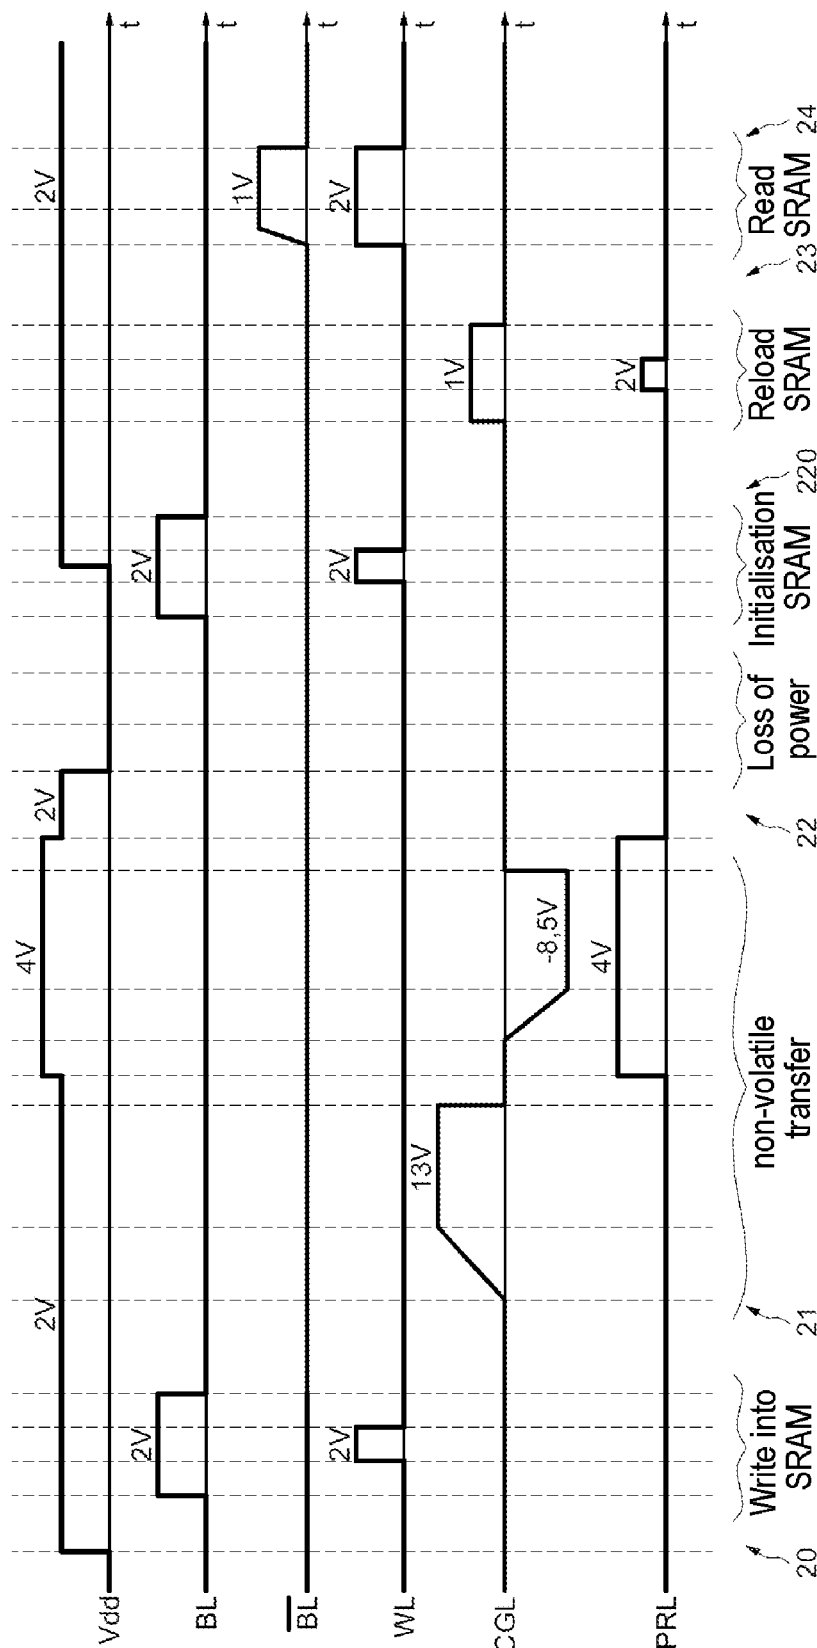 Vdd
2V
4V
2V
2V
t
BL
2V
2V
t
BL
1V
t
WL
2V
2V
2V
t
CGL
13V
-8,5V
1V
t
PRL
4V
2V
t
Write into
SRAM
non-volatile
transfer
Loss of
power
Initialisation
SRAM
Reload
SRAM
Read
SRAM
20
21
22
220
23
24